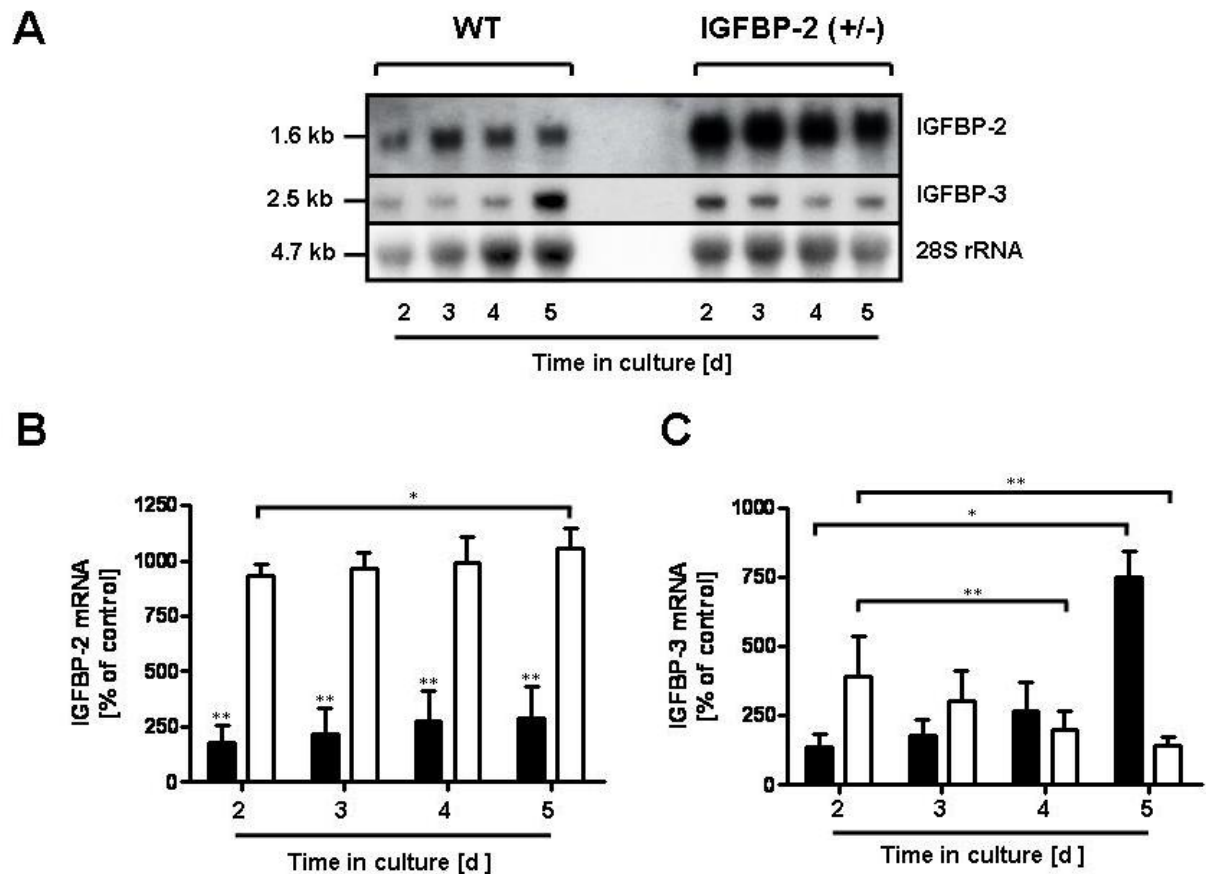 A
WT IGFBP-2 (+/-)
1.6 kb IGFBP-2
2.5 kb IGFBP-3
4.7 kb 28S rRNA
2 3 4 5 2 3 4 5
Time in culture [d]
B
IGFBP-2 mRNA
[% of control]
1250
1000
750
500
250
0
*
** ** ** **
2 3 4 5
Time in culture [d ]
C
IGFBP-3 mRNA
[% of control]
1000
750
500
250
0
**
*
**
2 3 4 5
Time in culture [d]